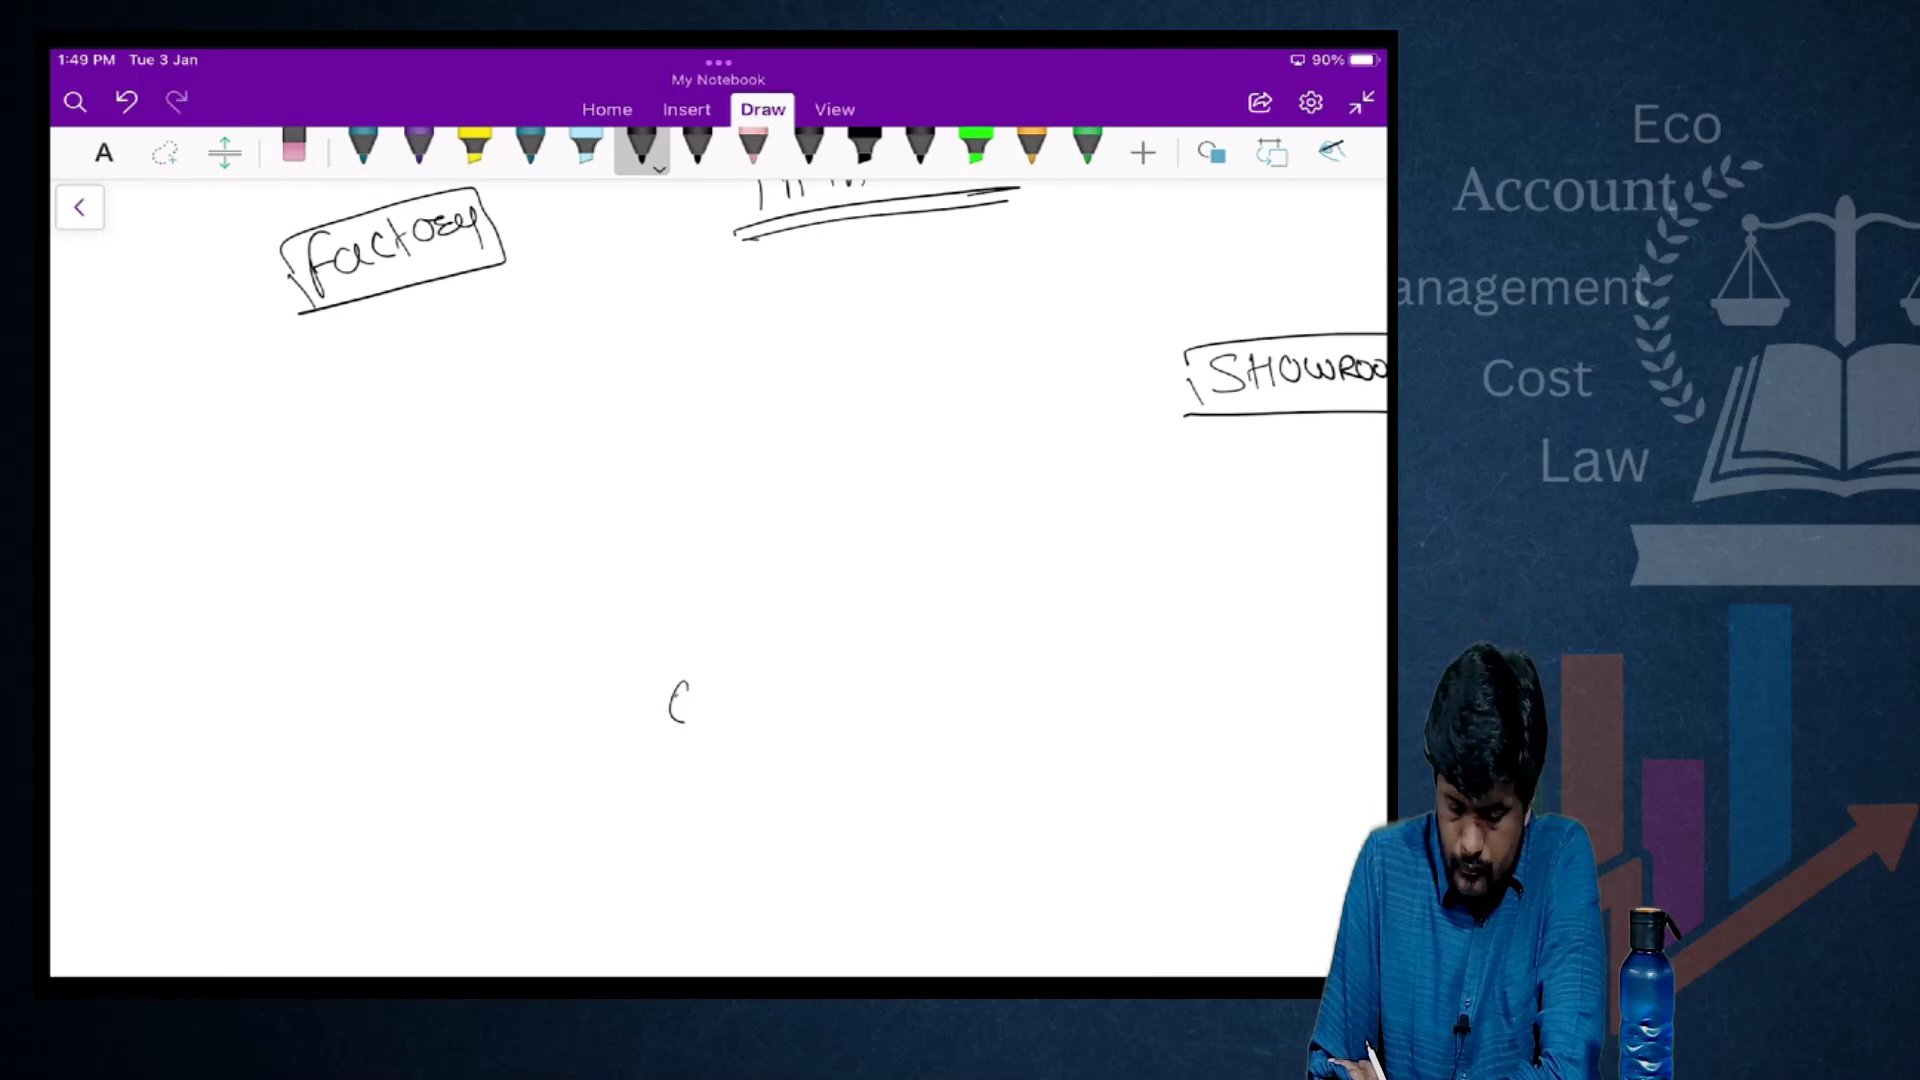 1:49 PM Tue 3 Jan
90%
My Notebook
Home Insert Draw View
A
Factory
SHOWROO
Eco
Account
anagement
Cost
Law